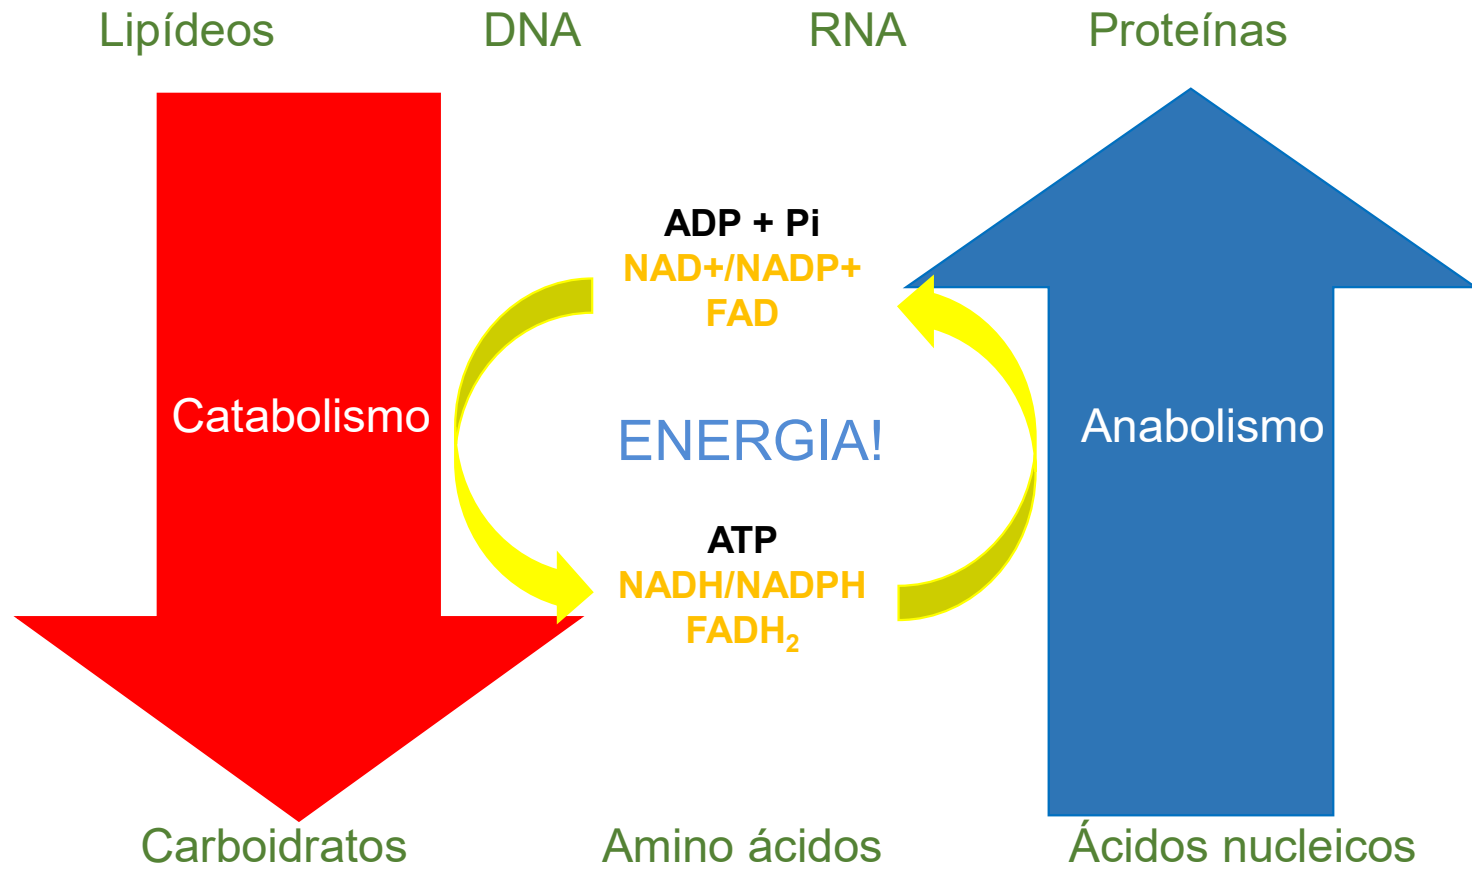 Lipídeos DNA RNA Proteínas
ADP + Pi
NAD+/NADP+
FAD
Catabolismo ENERGIA! Anabolismo
ATP
NADH/NADPH
FADH₂
Carboidratos Amino ácidos Ácidos nucleicos